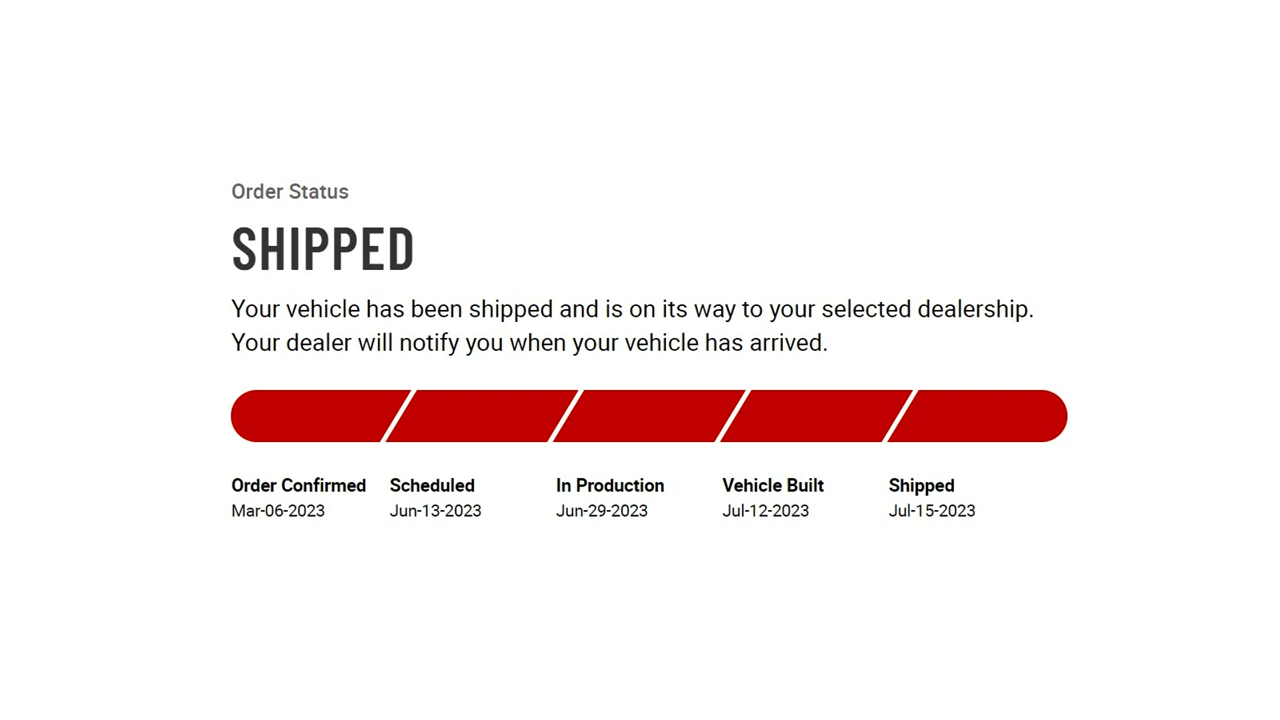 Order Status
SHIPPED
Your vehicle has been shipped and is on its way to your selected dealership.
Your dealer will notify you when your vehicle has arrived.
Order Confirmed Scheduled In Production Vehicle Built Shipped
Mar-06-2023 Jun-13-2023 Jun-29-2023 Jul-12-2023 Jul-15-2023